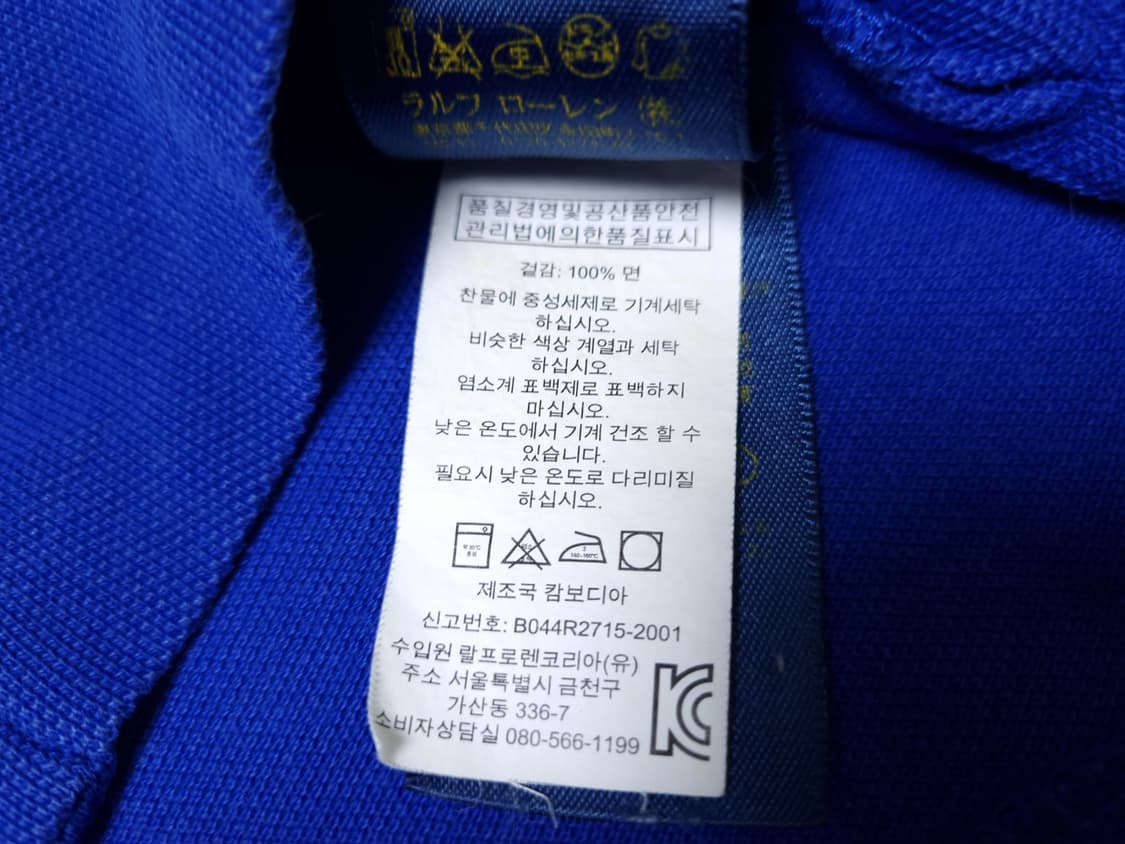 ラルフ ローレン (株)
품질경영및공산품안전
관리법에의한품질표시
겉감: 100% 면
찬물에 중성세제로 기계세탁
하십시오.
비슷한 색상 계열과 세탁
하십시오.
염소계 표백제로 표백하지
마십시오.
낮은 온도에서 기계 건조 할 수
있습니다.
필요시 낮은 온도로 다리미질
하십시오.
제조국 캄보디아
신고번호: B044R2715-2001
수입원 랄프로렌코리아(유)
주소 서울특별시 금천구
가산동 336-7
소비자상담실 080-566-1199